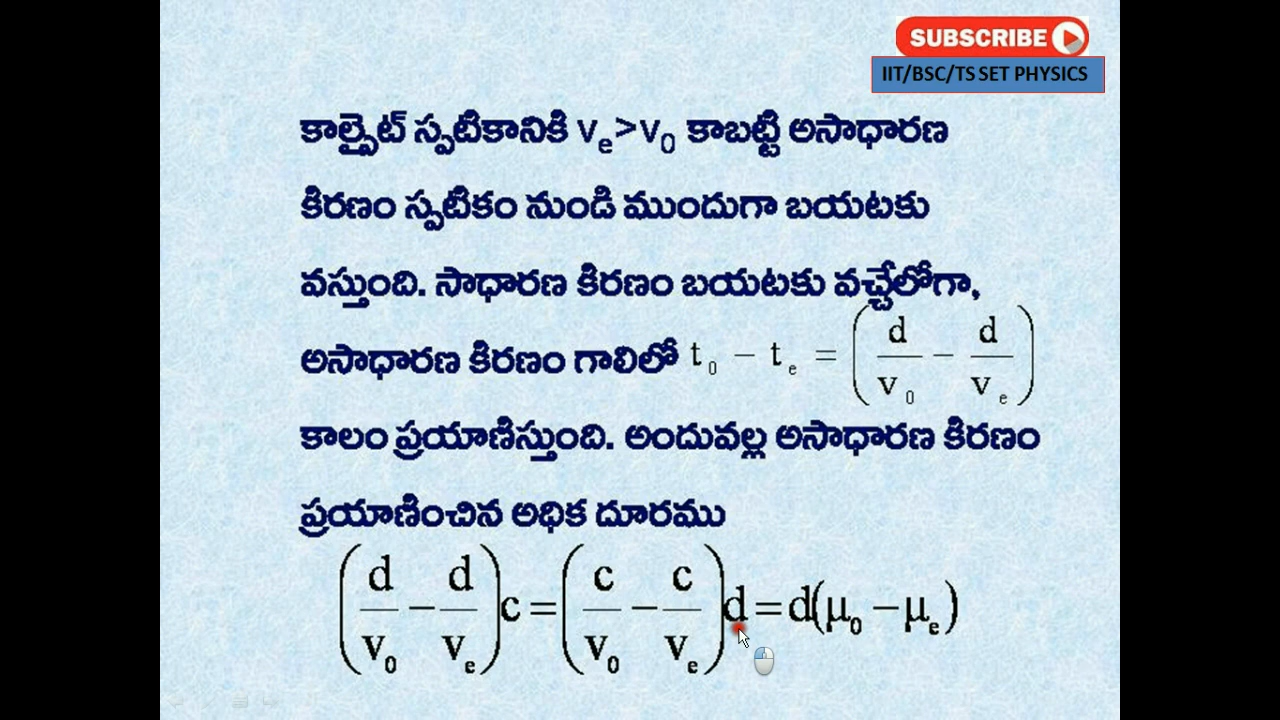 SUBSCRIBE
IIT/BSC/TS SET PHYSICS
కాల్సైట్ స్పటికానికి vₑ>v₀ కాబట్టి అసాధారణ
కిరణం స్పటికం నుండి ముందుగా బయటకు
వస్తుంది. సాధారణ కిరణం బయటకు వచ్చేలోగా,
అసాధారణ కిరణం గాలిలో t₀ − tₑ = (d/v₀ − d/vₑ)
కాలం ప్రయాణిస్తుంది. అందువల్ల అసాధారణ కిరణం
ప్రయాణించిన అధిక దూరము
(d/v₀ − d/vₑ)c = (c/v₀ − c/vₑ)d = d(μ₀ − μₑ)